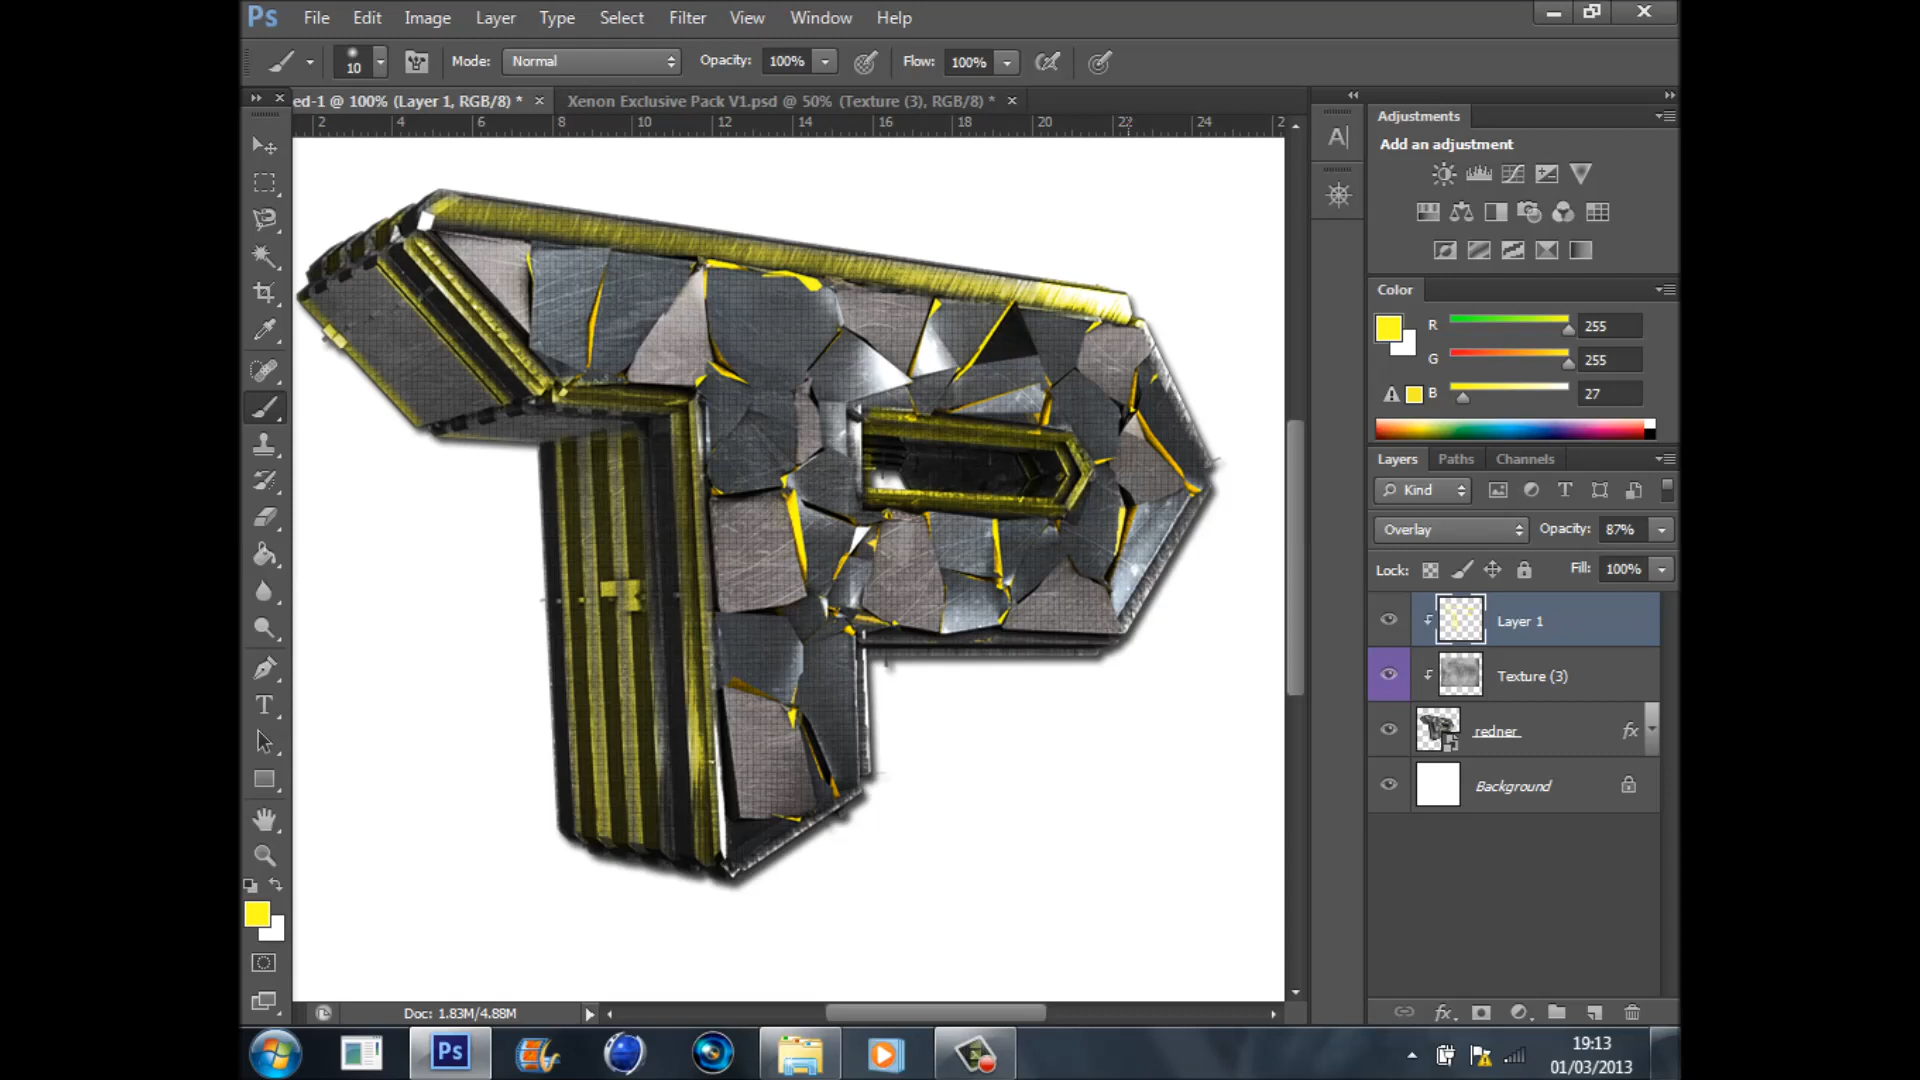 Ps File Edit Image Layer Type Select Filter View Window Help
10 Mode: Normal Opacity: 100% Flow: 100%
ed-1 @ 100% (Layer 1, RGB/8) * Xenon Exclusive Pack V1.psd @ 50% (Texture (3), RGB/8) *
2 4 6 8 10 12 14 16 18 20 22 24 2
Adjustments
Add an adjustment
Color
R 255
G 255
B 27
Layers Paths Channels
Kind
Overlay Opacity: 87%
Lock: Fill: 100%
Layer 1
Texture (3)
redner fx
Background
Doc: 1.83M/4.88M
fx
Ps
19:13
01/03/2013